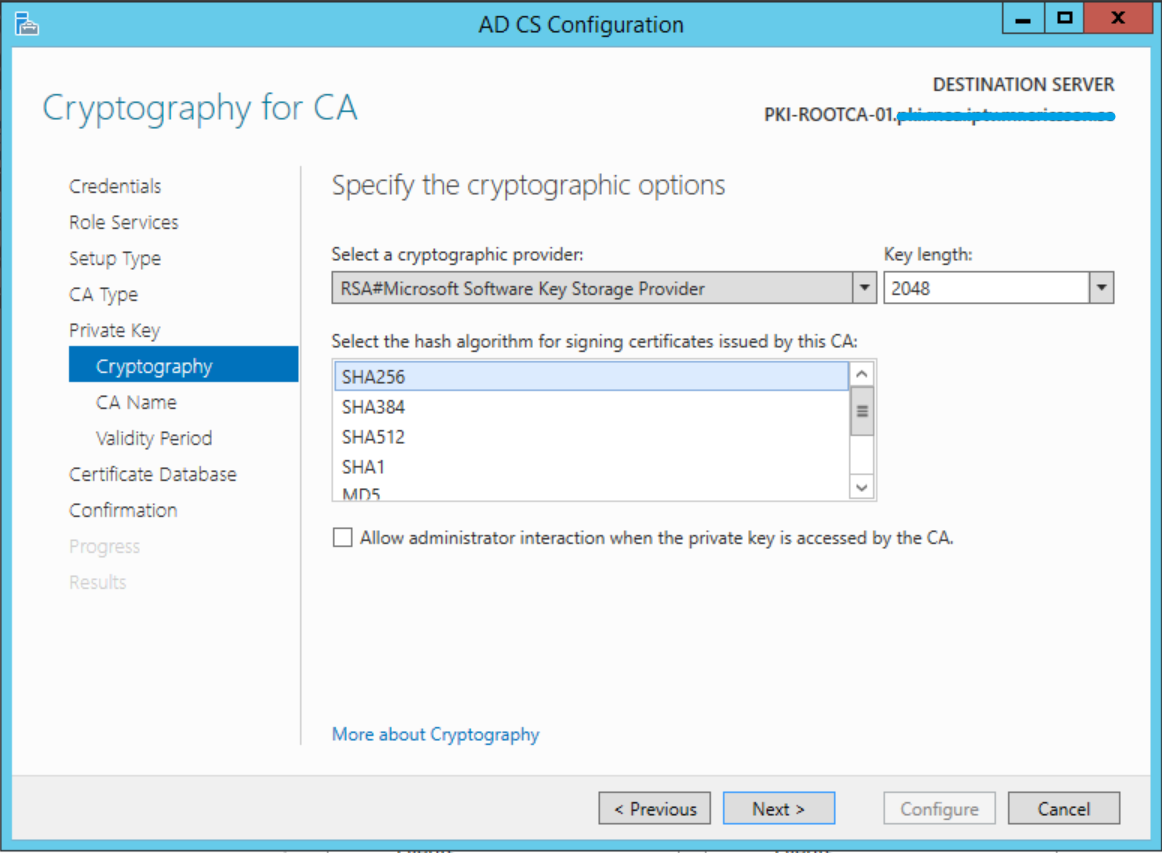 AD CS Configuration
Cryptography for CA
DESTINATION SERVER
PKI-ROOTCA-01.
Credentials
Role Services
Setup Type
CA Type
Private Key
Cryptography
CA Name
Validity Period
Certificate Database
Confirmation
Progress
Results
Specify the cryptographic options
Select a cryptographic provider:
Key length:
RSA#Microsoft Software Key Storage Provider
2048
Select the hash algorithm for signing certificates issued by this CA:
SHA256
SHA384
SHA512
SHA1
MD5
Allow administrator interaction when the private key is accessed by the CA.
More about Cryptography
< Previous
Next >
Configure
Cancel